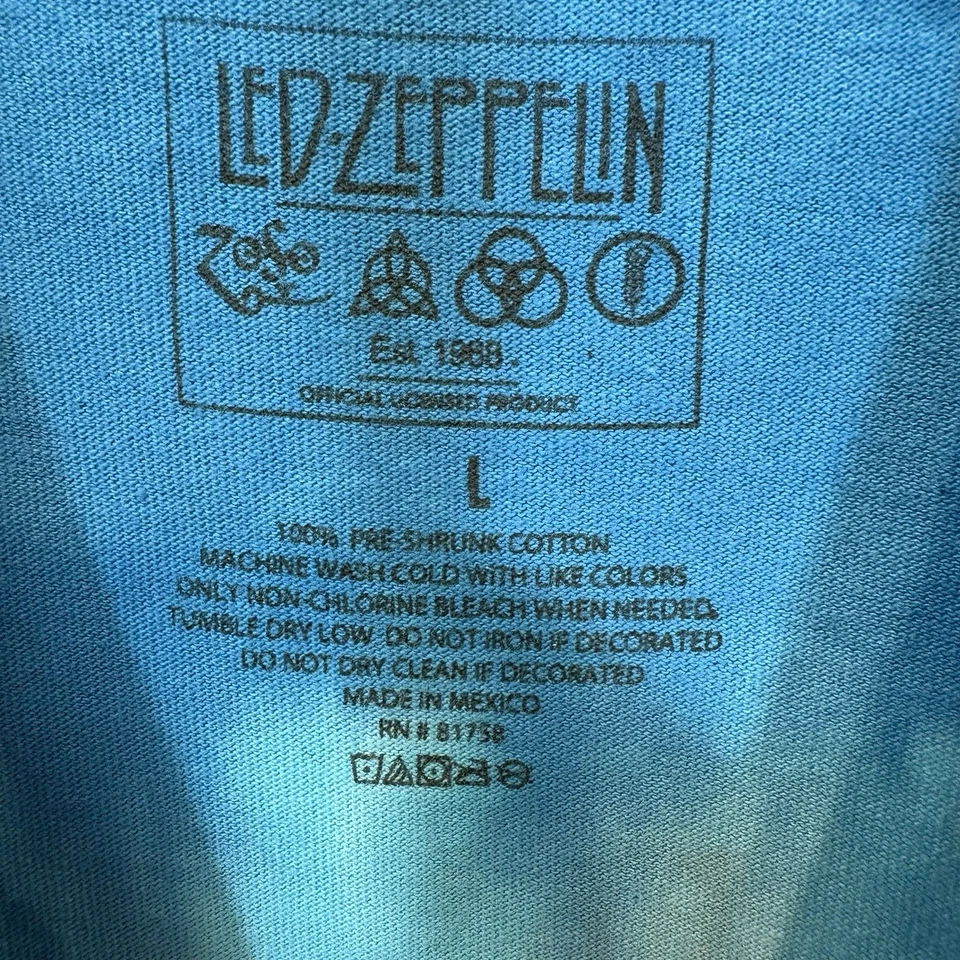 LED·ZEPPELIN
ZoSo
Est. 1968.
OFFICIAL LICENSED PRODUCT
L
100% PRE-SHRUNK COTTON
MACHINE WASH COLD WITH LIKE COLORS
ONLY NON-CHLORINE BLEACH WHEN NEEDED.
TUMBLE DRY LOW DO NOT IRON IF DECORATED
DO NOT DRY CLEAN IF DECORATED
MADE IN MEXICO
RN # 81758